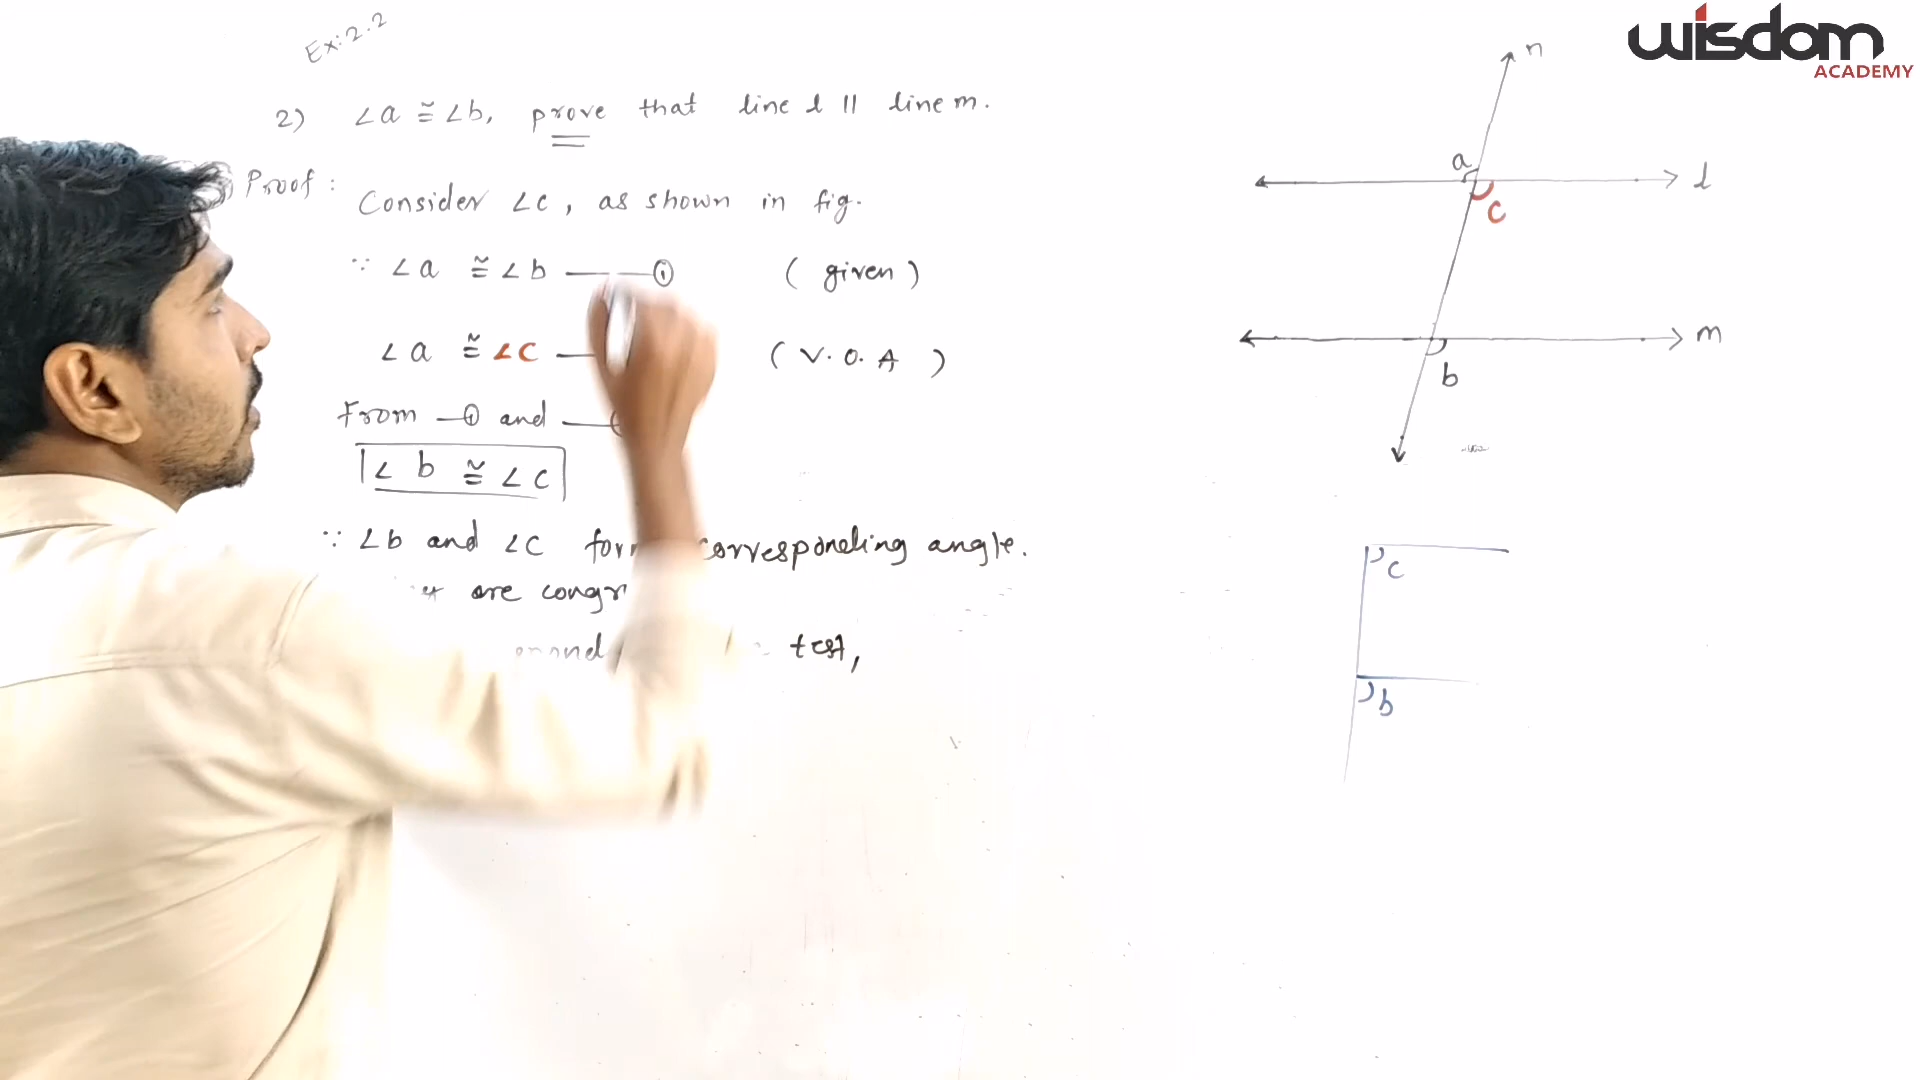 Ex: 2.2
2) ∠a ≅ ∠b, prove that line l || line m.
Proof :
Consider ∠c, as shown in fig.
∵ ∠a ≅ ∠b ① (given)
∠a ≅ ∠c (V.O.A)
From ① and
∠b ≅ ∠c
∵ ∠b and ∠c corresponding angle.
are
test,
n
a
l
c
m
b
c
b
wisdom
ACADEMY